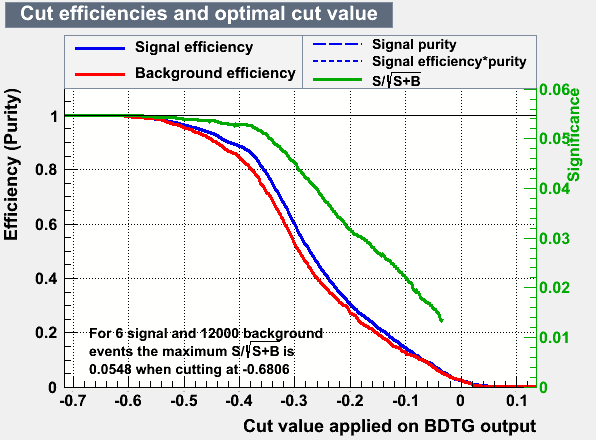 Cut efficiencies and optimal cut value
Signal efficiency
Background efficiency
Signal purity
Signal efficiency*purity
S/√S+B
Efficiency (Purity)
1
0.8
0.6
0.4
0.2
0
0.06
0.05
0.04
0.03
0.02
0.01
0
Significance
For 6 signal and 12000 background
events the maximum S/√S+B is
0.0548 when cutting at -0.6806
-0.7 -0.6 -0.5 -0.4 -0.3 -0.2 -0.1 0 0.1
Cut value applied on BDTG output